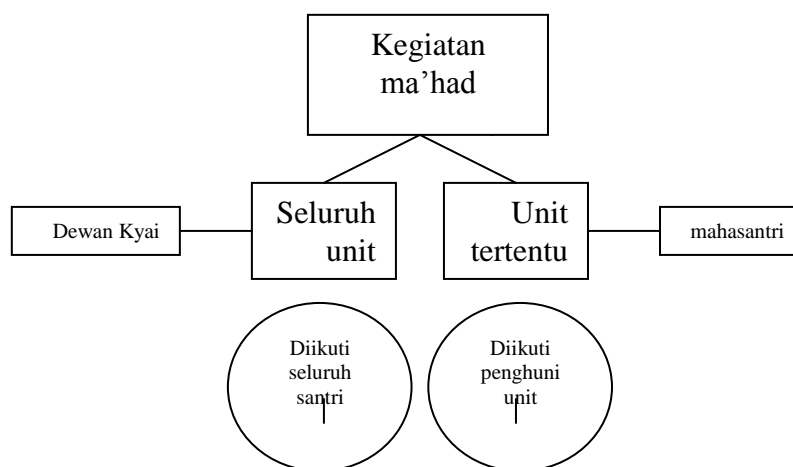 Kegiatan
ma’had
Dewan Kyai
Seluruh
unit
Unit
tertentu
mahasantri
Diikuti
seluruh
santri
Diikuti
penghuni
unit